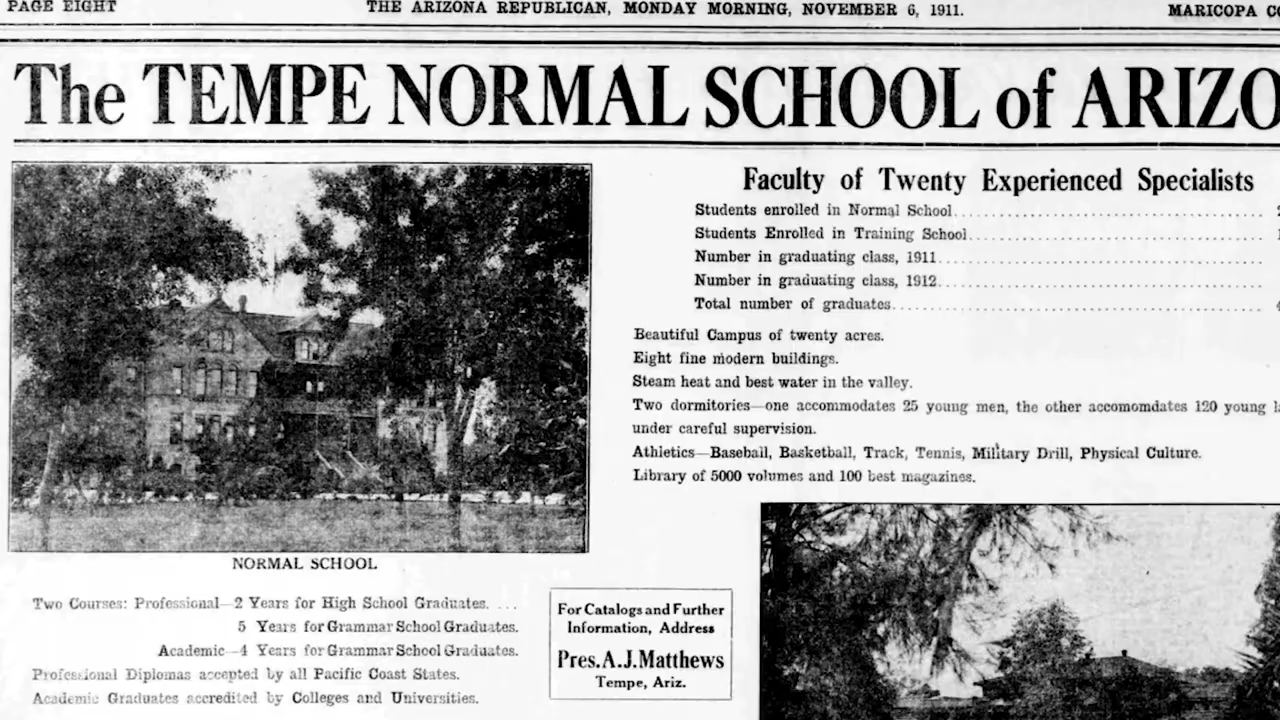 PAGE EIGHT THE ARIZONA REPUBLICAN, MONDAY MORNING, NOVEMBER 6, 1911. MARICOPA
The TEMPE NORMAL SCHOOL of ARIZO
Faculty of Twenty Experienced Specialists
Students enrolled in Normal School
Students Enrolled in Training School
Number in graduating class, 1911
Number in graduating class, 1912
Total number of graduates
Beautiful Campus of twenty acres.
Eight fine modern buildings.
Steam heat and best water in the valley.
Two dormitories—one accommodates 25 young men, the other accomomdates 120 young
under careful supervision.
Athletics—Baseball, Basketball, Track, Tennis, Military Drill, Physical Culture.
Library of 5000 volumes and 100 best magazines.
NORMAL SCHOOL
Two Courses: Professional—2 Years for High School Graduates. ...
5 Years for Grammar School Graduates.
Academic—4 Years for Grammar School Graduates.
Professional Diplomas accepted by all Pacific Coast States.
Academic Graduates accredited by Colleges and Universities.
For Catalogs and Further
Information, Address
Pres. A. J. Matthews
Tempe, Ariz.